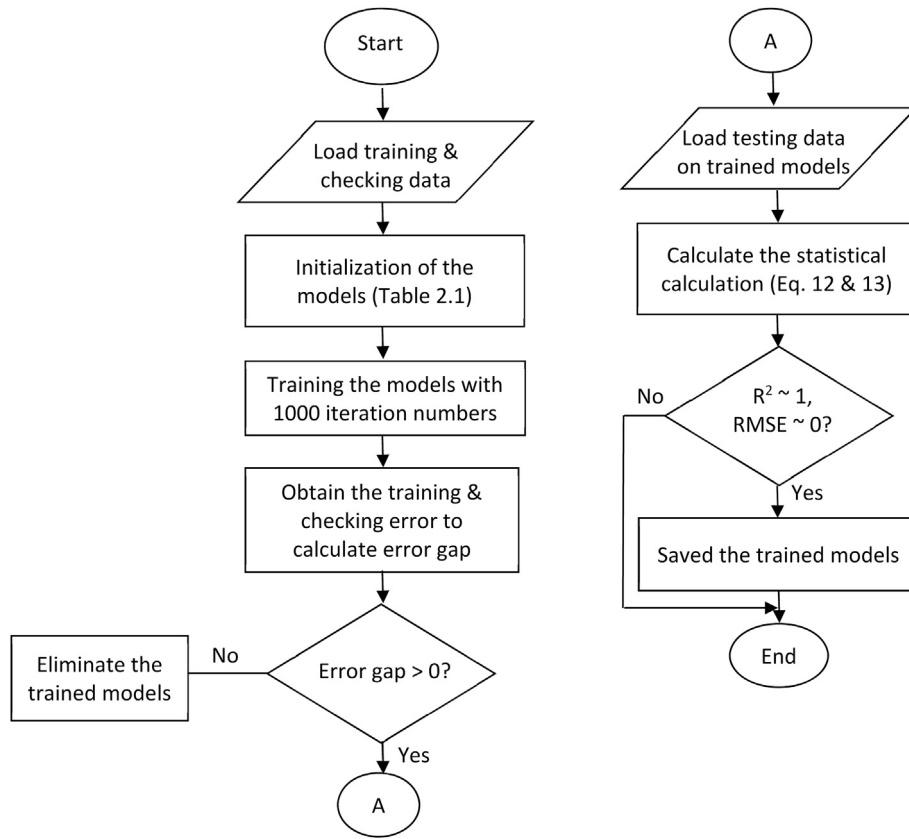 Start
Load training &
checking data
Initialization of the
models (Table 2.1)
Training the models with
1000 iteration numbers
Obtain the training &
checking error to
calculate error gap
Error gap > 0?
No
Eliminate the
trained models
Yes
A
A
Load testing data
on trained models
Calculate the statistical
calculation (Eq. 12 & 13)
R² ~ 1,
RMSE ~ 0?
No
Yes
Saved the trained models
End